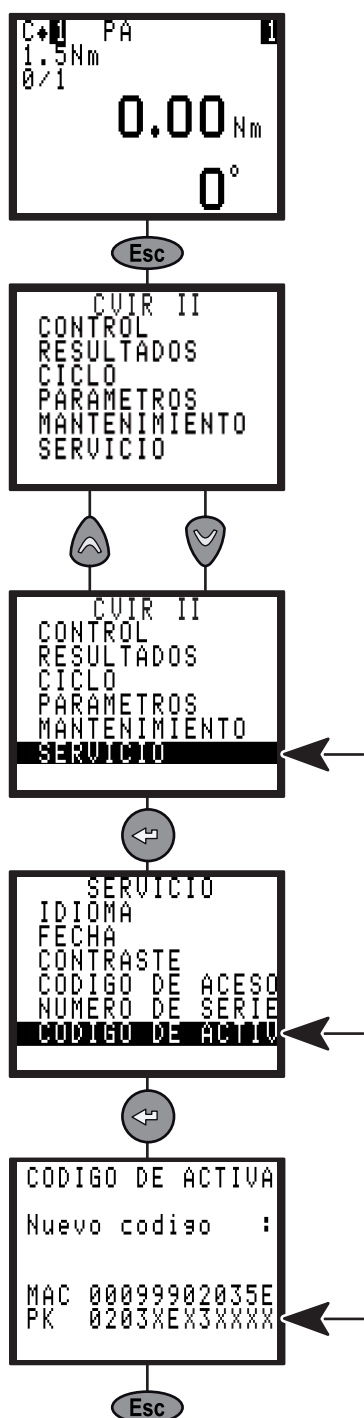 C♦1 PA 1
1.5Nm
0/1
0.00 Nm
0°
Esc
CVIR II
CONTROL
RESULTADOS
CICLO
PARAMETROS
MANTENIMIENTO
SERVICIO
CVIR II
CONTROL
RESULTADOS
CICLO
PARAMETROS
MANTENIMIENTO
SERVICIO
SERVICIO
IDIOMA
FECHA
CONTRASTE
CODIGO DE ACESO
NUMERO DE SERIE
CODIGO DE ACTIV
CODIGO DE ACTIVA
Nuevo codigo :
MAC 00099902035E
PK 0203XEX3XXXX
Esc